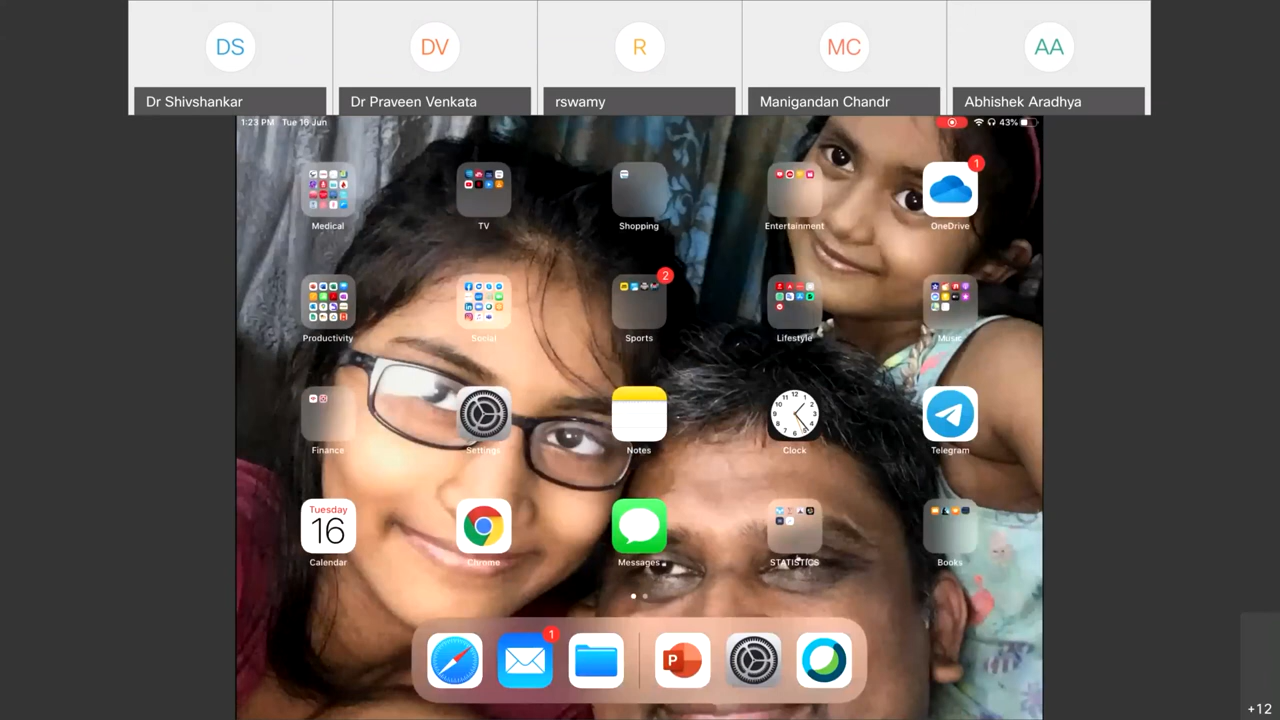 DS
DV
R
MC
AA
Dr Shivshankar
Dr Praveen Venkata
rswamy
Manigandan Chandr
Abhishek Aradhya
1:23 PM Tue 16 Jun
43%
1
Medical
TV
Shopping
Entertainment
OneDrive
2
Productivity
Social
Sports
Lifestyle
Music
Finance
Settings
Notes
Clock
Telegram
Tuesday
16
Calendar
Chrome
Messages
STATISTICS
Books
1
P
+12